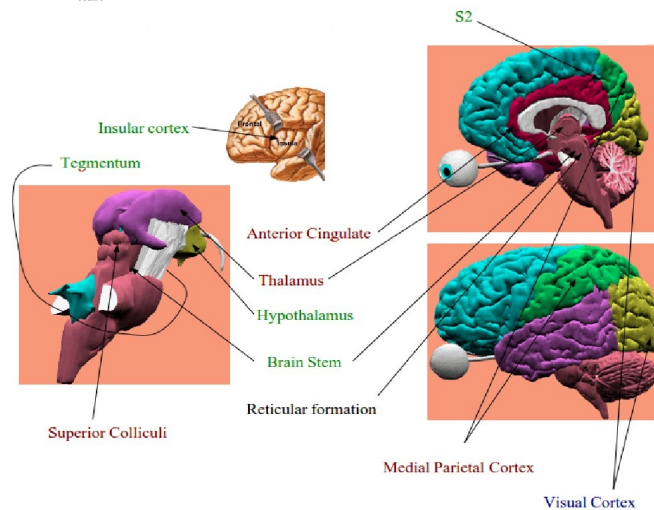 S2
Insular cortex
Frontal
Tegmentum
Anterior Cingulate
Thalamus
Hypothalamus
Brain Stem
Reticular formation
Superior Colliculi
Medial Parietal Cortex
Visual Cortex